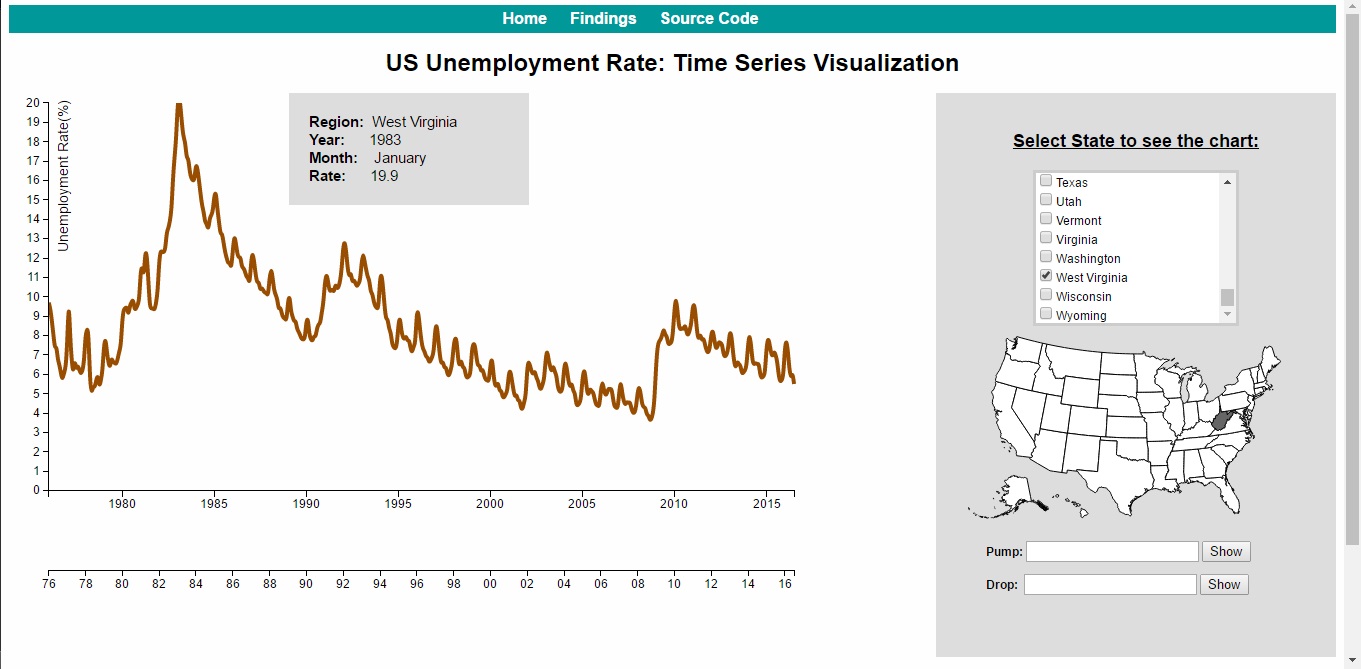 Home Findings Source Code
US Unemployment Rate: Time Series Visualization
Unemployment Rate(%)
20
19
18
17
16
15
14
13
12
11
10
9
8
7
6
5
4
3
2
1
0
1980 1985 1990 1995 2000 2005 2010 2015
76 78 80 82 84 86 88 90 92 94 96 98 00 02 04 06 08 10 12 14 16
Region: West Virginia
Year: 1983
Month: January
Rate: 19.9
Select State to see the chart:
Texas
Utah
Vermont
Virginia
Washington
West Virginia
Wisconsin
Wyoming
Pump: Show
Drop: Show